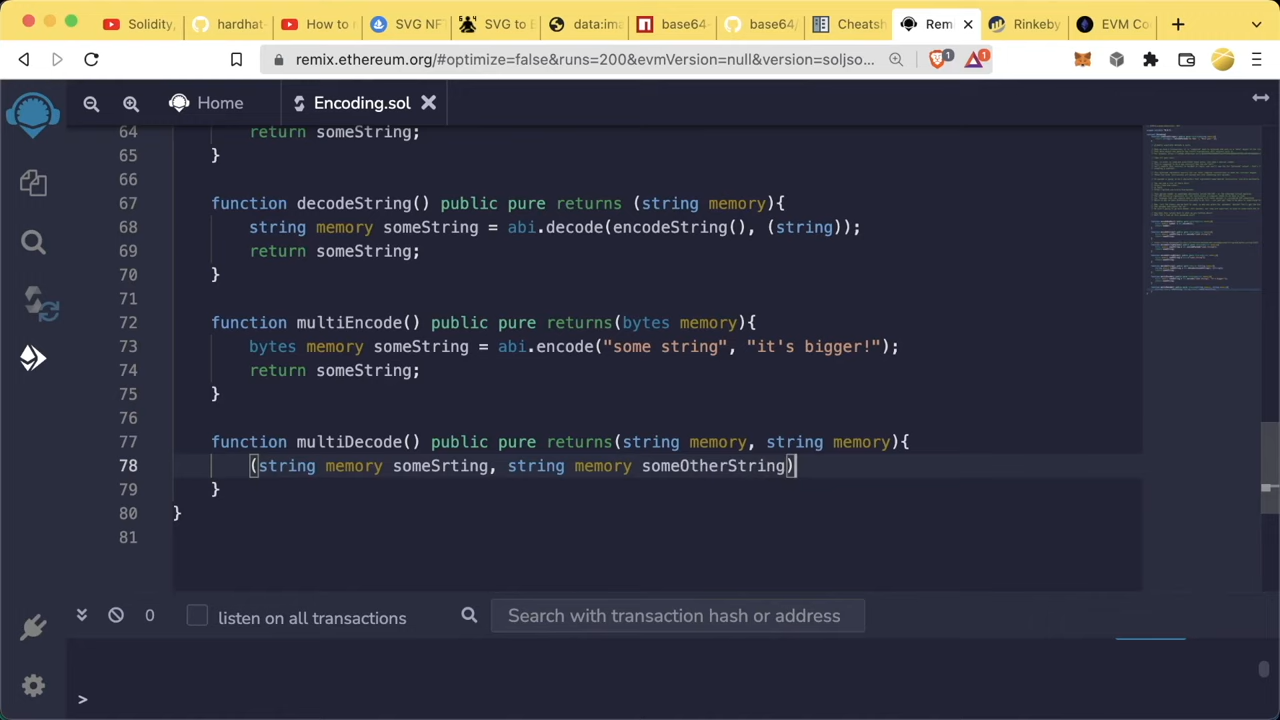 Solidity,
hardhat-
How to
SVG NF
SVG to E
data:ima
base64-
base64/
Cheatsh
Remi
Rinkeby
EVM Co
remix.ethereum.org/#optimize=false&runs=200&evmVersion=null&version=soljso...
1
1
Home
Encoding.sol
64 return someString;
65 }
66
67 function decodeString() public pure returns (string memory){
68 string memory someString = abi.decode(encodeString(), (string));
69 return someString;
70 }
71
72 function multiEncode() public pure returns(bytes memory){
73 bytes memory someString = abi.encode("some string", "it's bigger!");
74 return someString;
75 }
76
77 function multiDecode() public pure returns(string memory, string memory){
78 (string memory someSrting, string memory someOtherString)
79 }
80 }
81
0
listen on all transactions
Search with transaction hash or address
>